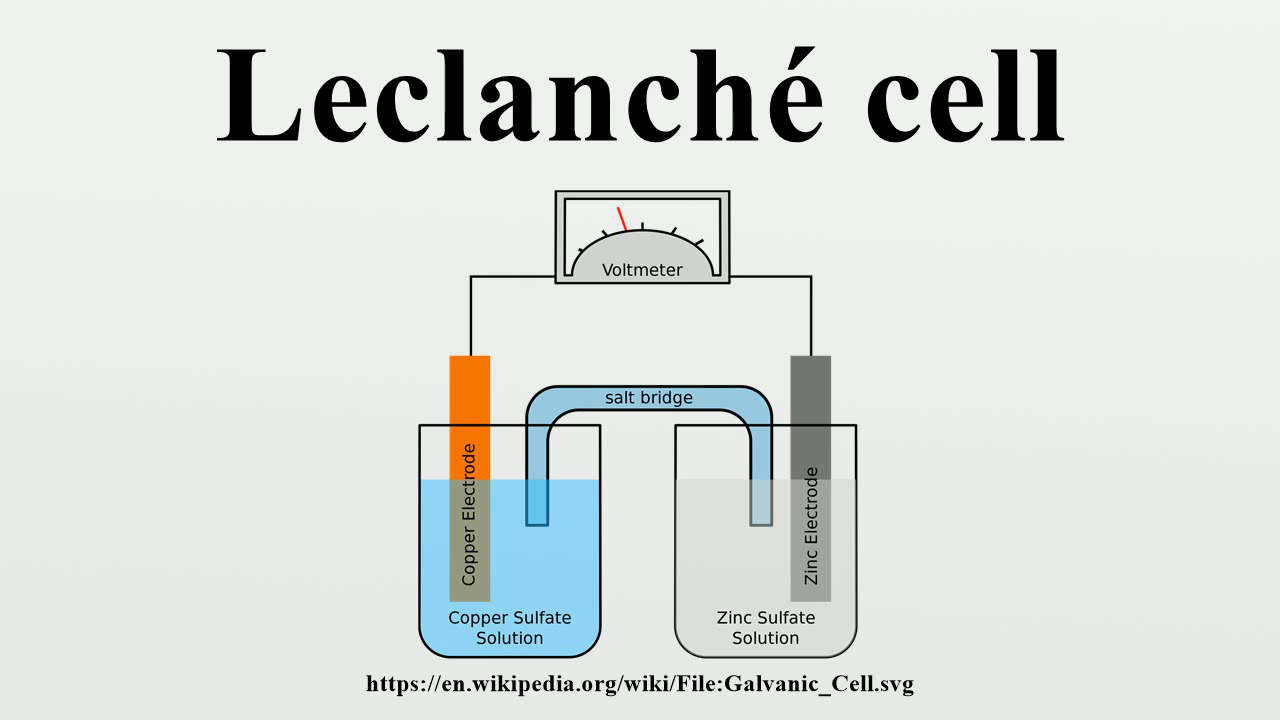 Leclanché cell
Voltmeter
salt bridge
Copper Electrode
Zinc Electrode
Copper Sulfate
Solution
Zinc Sulfate
Solution
https://en.wikipedia.org/wiki/File:Galvanic_Cell.svg